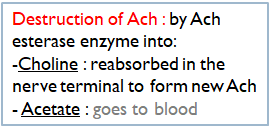 Destruction of Ach : by Ach
esterase enzyme into:
-Choline : reabsorbed in the
nerve terminal to form new Ach
- Acetate : goes to blood